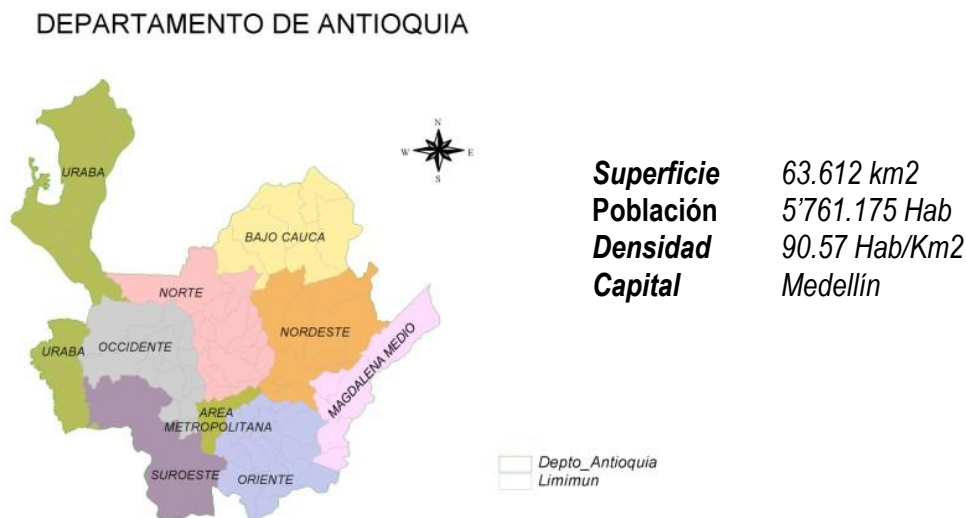 DEPARTAMENTO DE ANTIOQUIA
N
W E
S
URABA
BAJO CAUCA
NORTE
NORDESTE
MAGDALENA MEDIO
URABA
OCCIDENTE
AREA
METROPOLITANA
SUROESTE
ORIENTE
Depto_Antioquia
Limimun
Superficie 63.612 km2
Población 5’761.175 Hab
Densidad 90.57 Hab/Km2
Capital Medellín